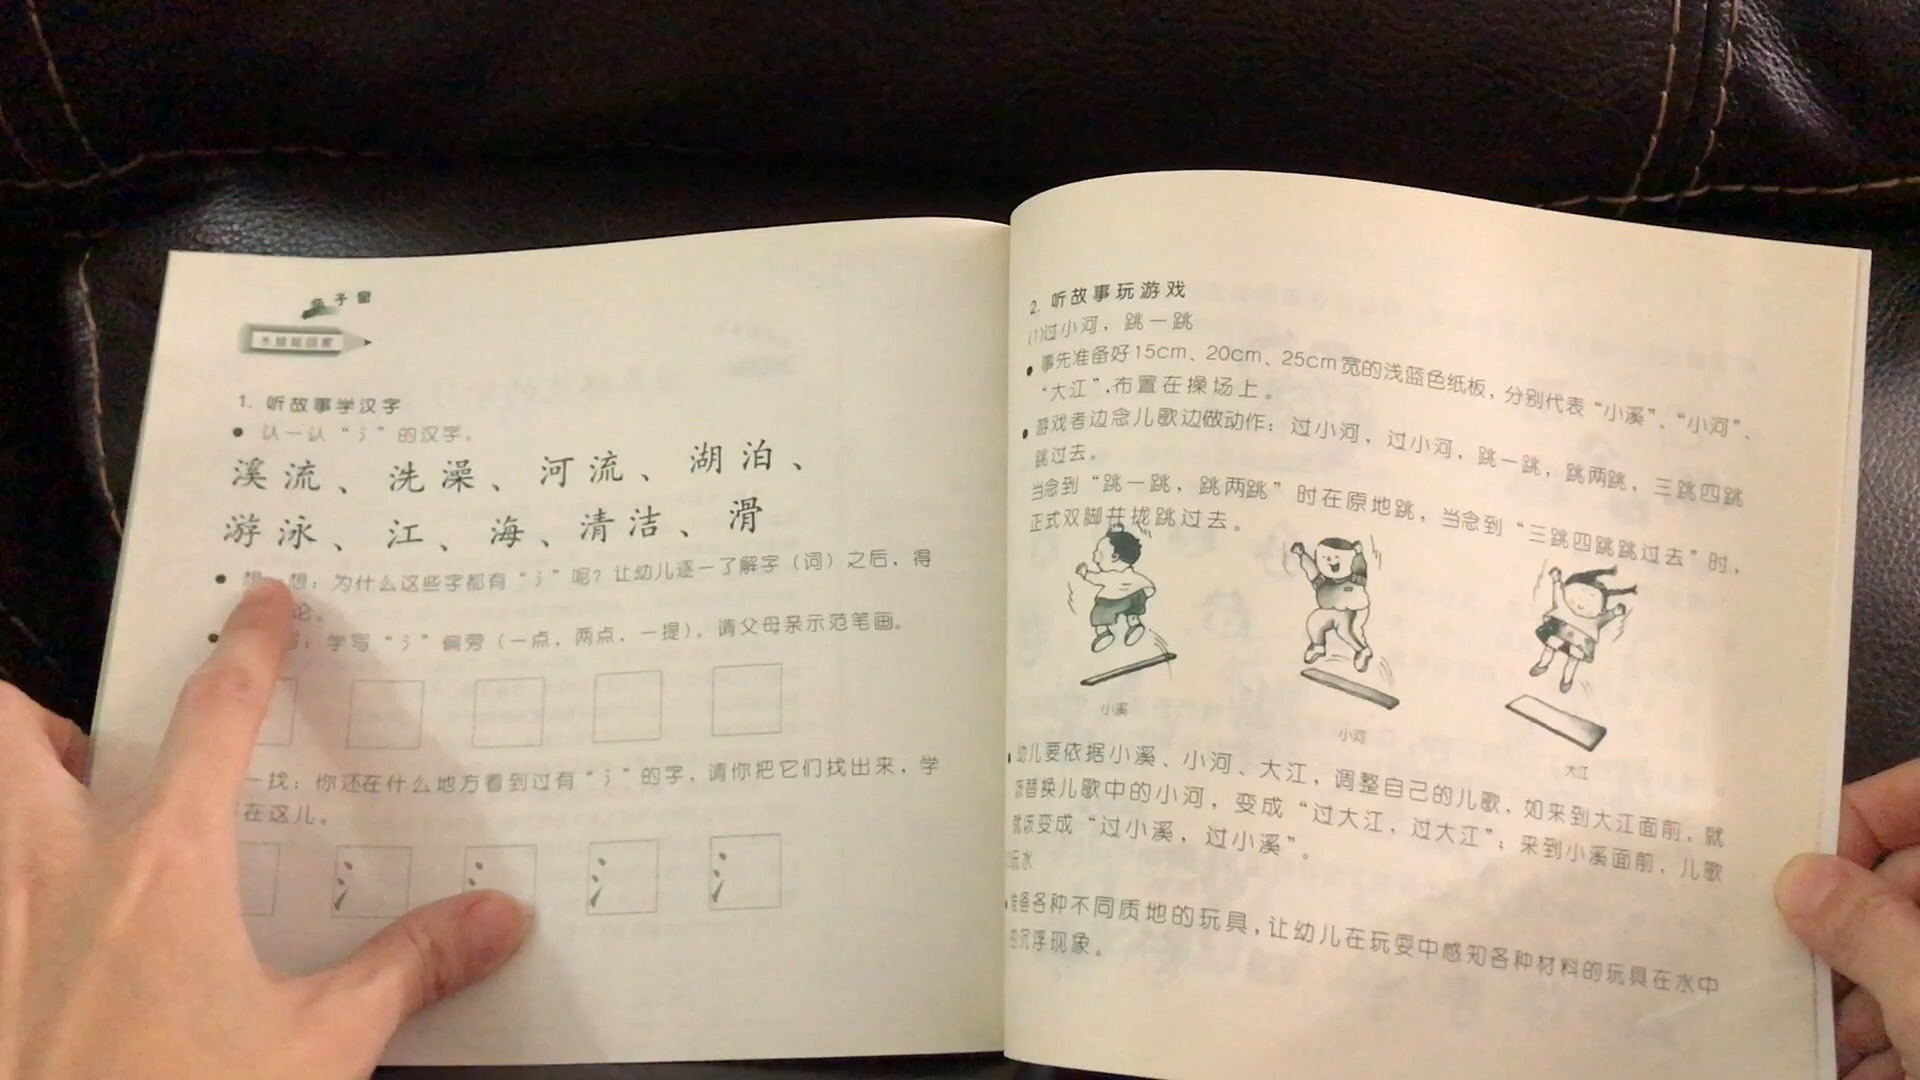 亲子窗
1. 听故事学汉字
● 认一认“氵”的汉字。
溪流、洗澡、河流、湖泊、
游泳、江、海、清洁、滑
● 想一想：为什么这些字都有“氵”呢？让幼儿逐一了解字（词）之后，得
论。
● 写：学写“氵”偏旁（一点，两点，一提）。请父母亲示范笔画。
一找：你还在什么地方看到过有“氵”的字，请你把它们找出来，学
在这儿。
氵 氵 氵 氵
2. 听故事玩游戏
(1)过小河，跳一跳
● 事先准备好15cm、20cm、25cm宽的浅蓝色纸板，分别代表“小溪”、“小河”、
“大江”，布置在操场上。
● 游戏者边念儿歌边做动作：过小河，过小河，跳一跳，跳两跳，三跳四跳
跳过去。
当念到“跳一跳，跳两跳”时在原地跳，当念到“三跳四跳跳过去”时，
正式双脚并拢跳过去。
小溪
小河
大江
● 幼儿要依据小溪、小河、大江，调整自己的儿歌，如来到大江面前，就
替换儿歌中的小河，变成“过大江，过大江”；来到小溪面前，儿歌
就该变成“过小溪，过小溪”。
玩水
● 准备各种不同质地的玩具，让幼儿在玩耍中感知各种材料的玩具在水中
的沉浮现象。